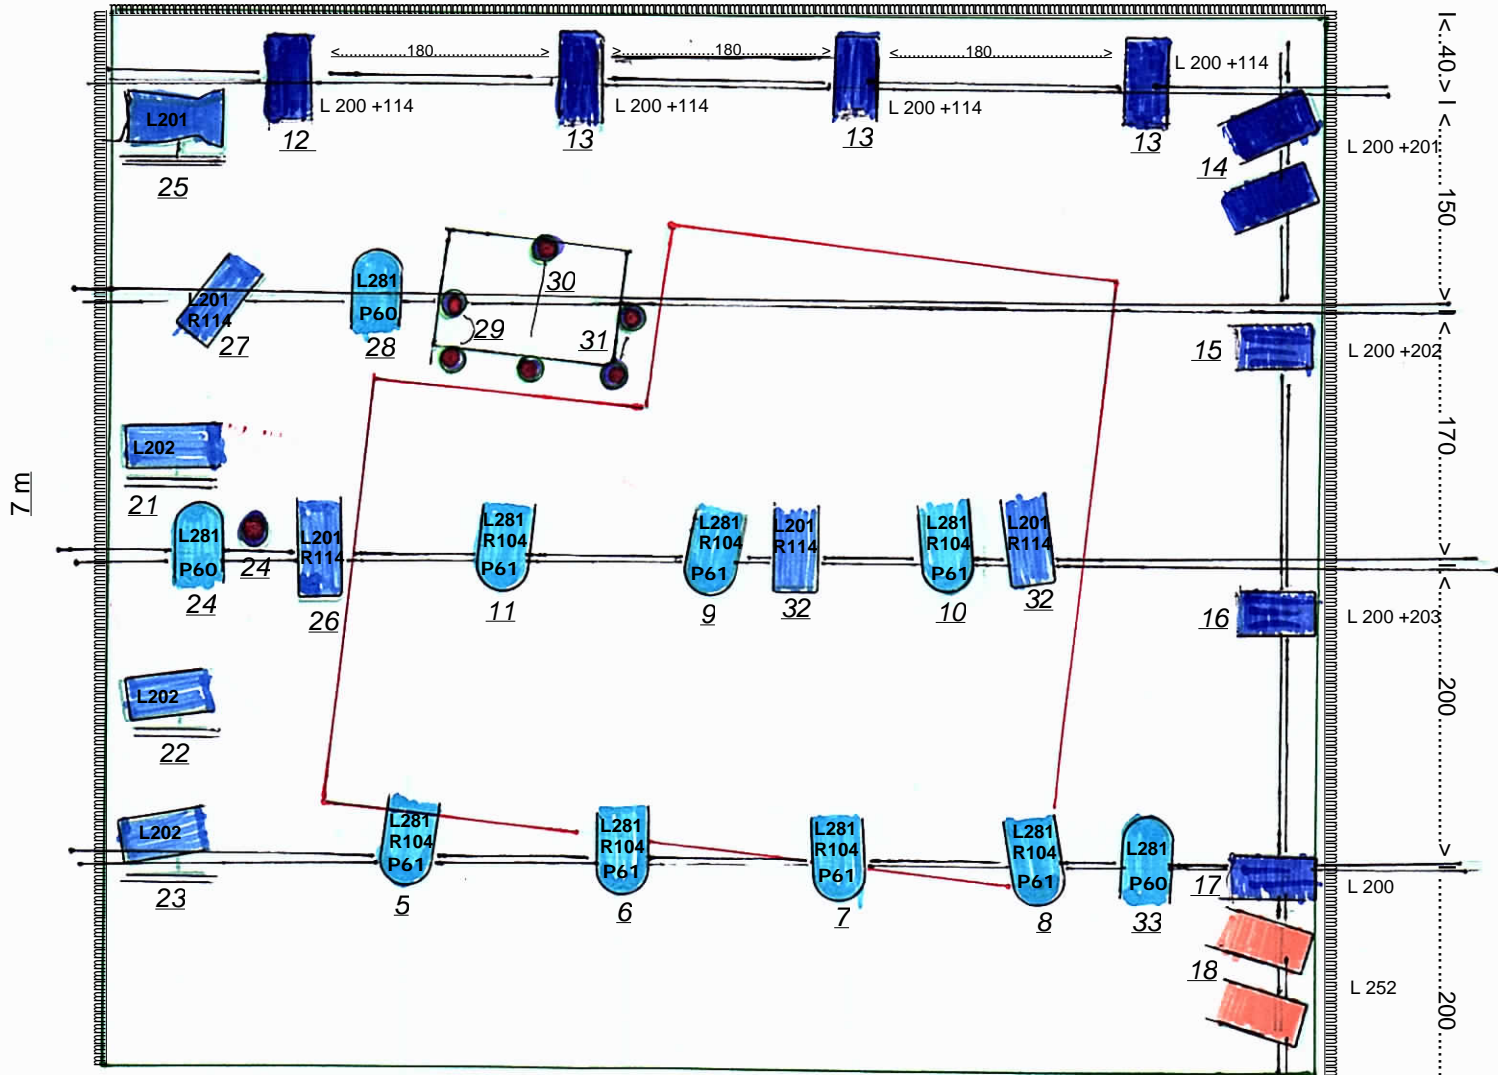 <...................180...................>
<.....................180...............>
<...................180...................>
L 200 +114
I<..40.> I <....... 150 .......>
L201
12
L 200 +114
13
L 200 +114
13
L 200 +114
13
14
L 200 +201
25
L201
R114
27
L281
P60
28
30
29
31
15
L 200 +202
I<........ 170........>
7 m
L202
21
L281
P60
24
24
L201
R114
26
L281
R104
P61
11
L281
R104
P61
9
L201
R114
32
L281
R104
P61
10
L201
R114
32
16
L 200 +203
I<........ 200........>
L202
22
L202
23
L281
R104
P61
5
L281
R104
P61
6
L281
R104
P61
7
L281
R104
P61
8
L281
P60
33
17
L 200
18
L 252
I........ 200........